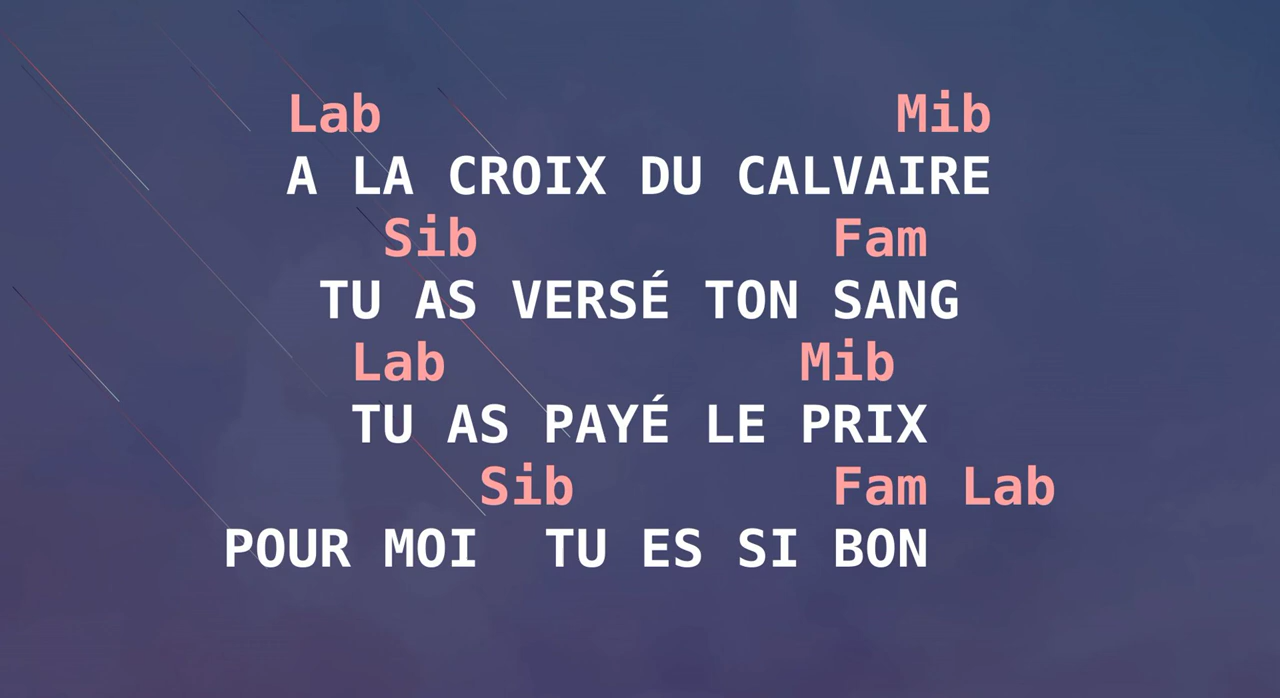 Lab Mib
A LA CROIX DU CALVAIRE
Sib Fam
TU AS VERSÉ TON SANG
Lab Mib
TU AS PAYÉ LE PRIX
Sib Fam Lab
POUR MOI  TU ES SI BON